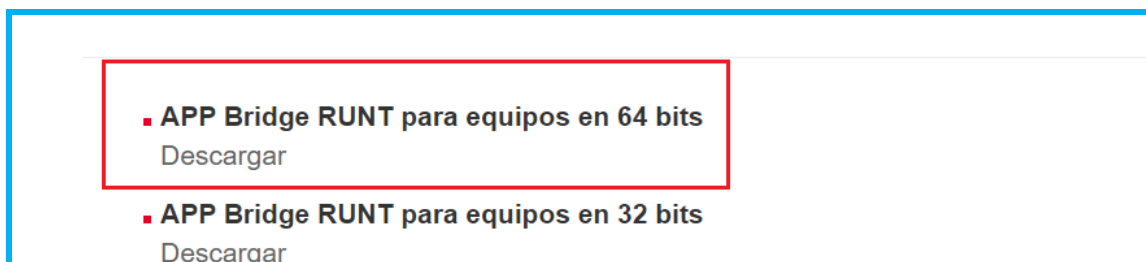 APP Bridge RUNT para equipos en 64 bits
Descargar
APP Bridge RUNT para equipos en 32 bits
Descargar